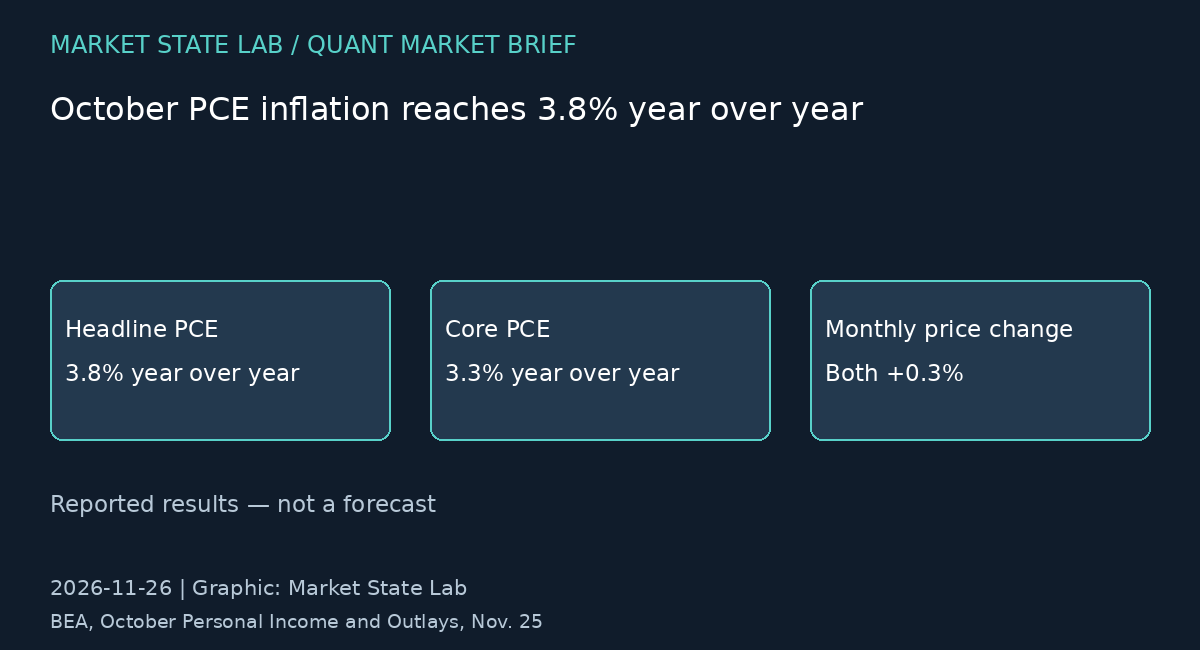 MARKET STATE LAB / QUANT MARKET BRIEF
October PCE inflation reaches 3.8% year over year
Headline PCE
3.8% year over year
Core PCE
3.3% year over year
Monthly price change
Both +0.3%
Reported results — not a forecast
2026-11-26 | Graphic: Market State Lab
BEA, October Personal Income and Outlays, Nov. 25